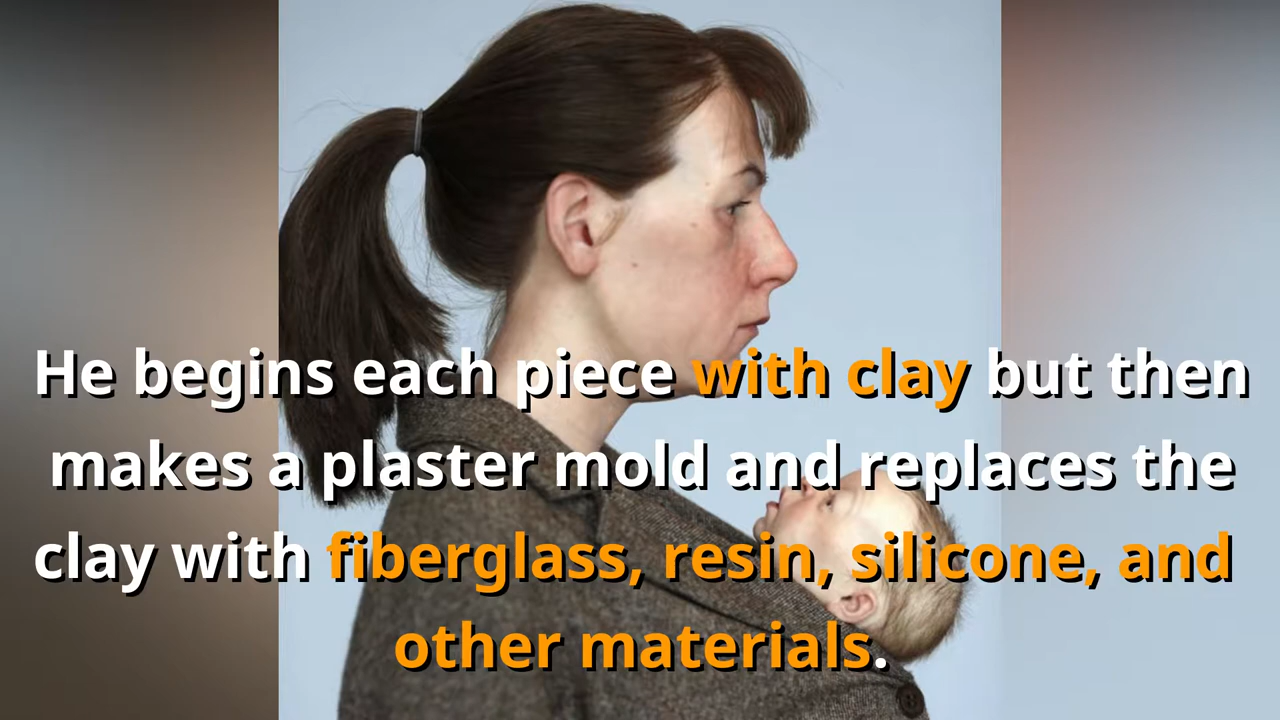 He begins each piece with clay but then
makes a plaster mold and replaces the
clay with fiberglass, resin, silicone, and
other materials.